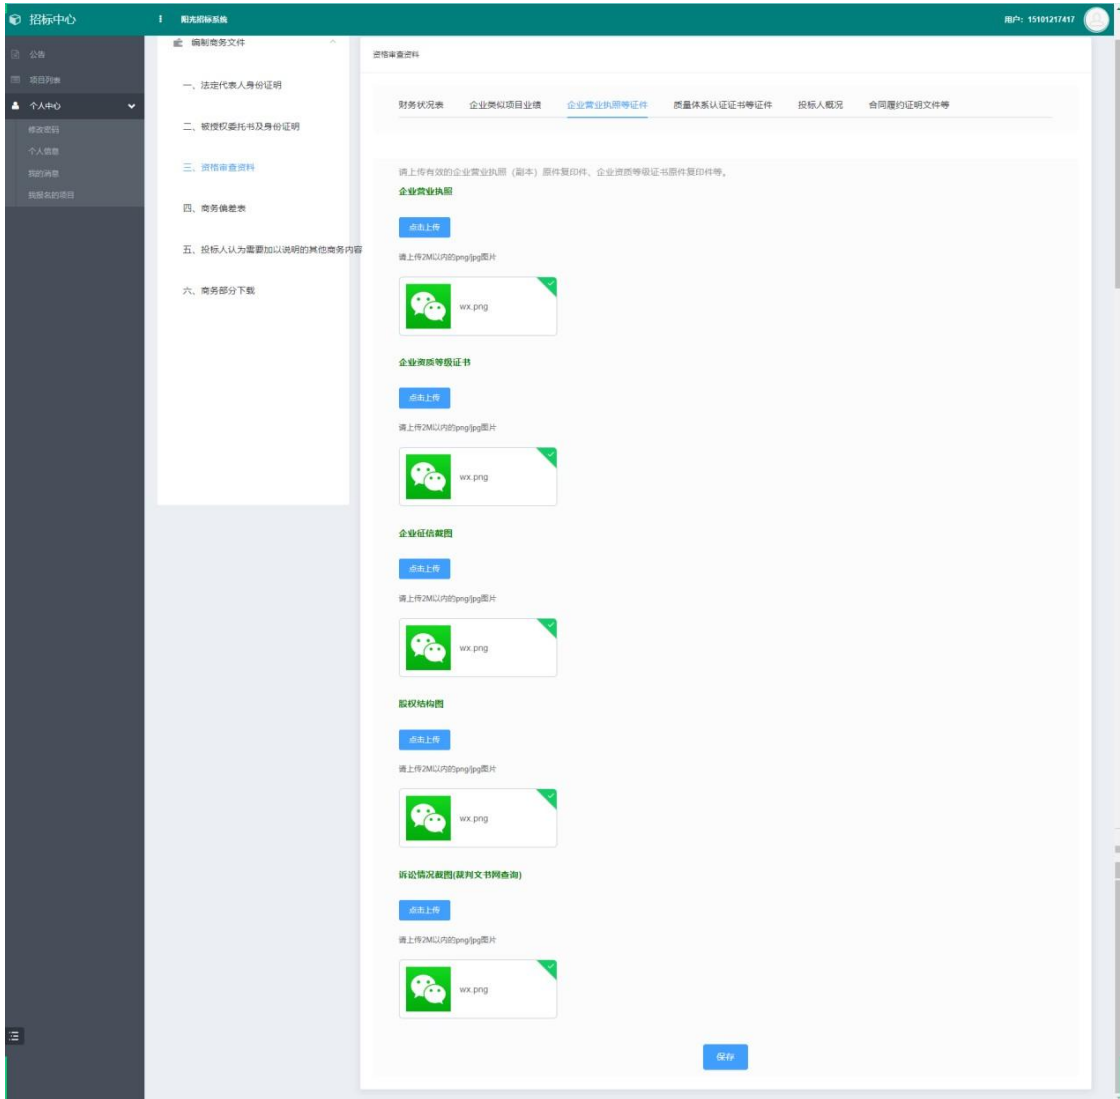 招标中心
阳光招标系统
用户：15101217417
公告
项目列表
个人中心
修改密码
个人信息
我的消息
我报名的项目
编制商务文件
一、法定代表人身份证明
二、被授权委托书及身份证明
三、资格审查资料
四、商务偏差表
五、投标人认为需要加以说明的其他商务内容
六、商务部分下载
资格审查资料
财务状况表 企业类似项目业绩 企业营业执照等证件 质量体系认证证书等证件 投标人概况 合同履约证明文件等
请上传有效的企业营业执照（副本）原件复印件、企业资质等级证书原件复印件等。
企业营业执照
点击上传
请上传2M以内的png/jpg图片
wx.png
企业资质等级证书
点击上传
请上传2M以内的png/jpg图片
wx.png
企业征信截图
点击上传
请上传2M以内的png/jpg图片
wx.png
股权结构图
点击上传
请上传2M以内的png/jpg图片
wx.png
诉讼情况截图(裁判文书网查询)
点击上传
请上传2M以内的png/jpg图片
wx.png
保存